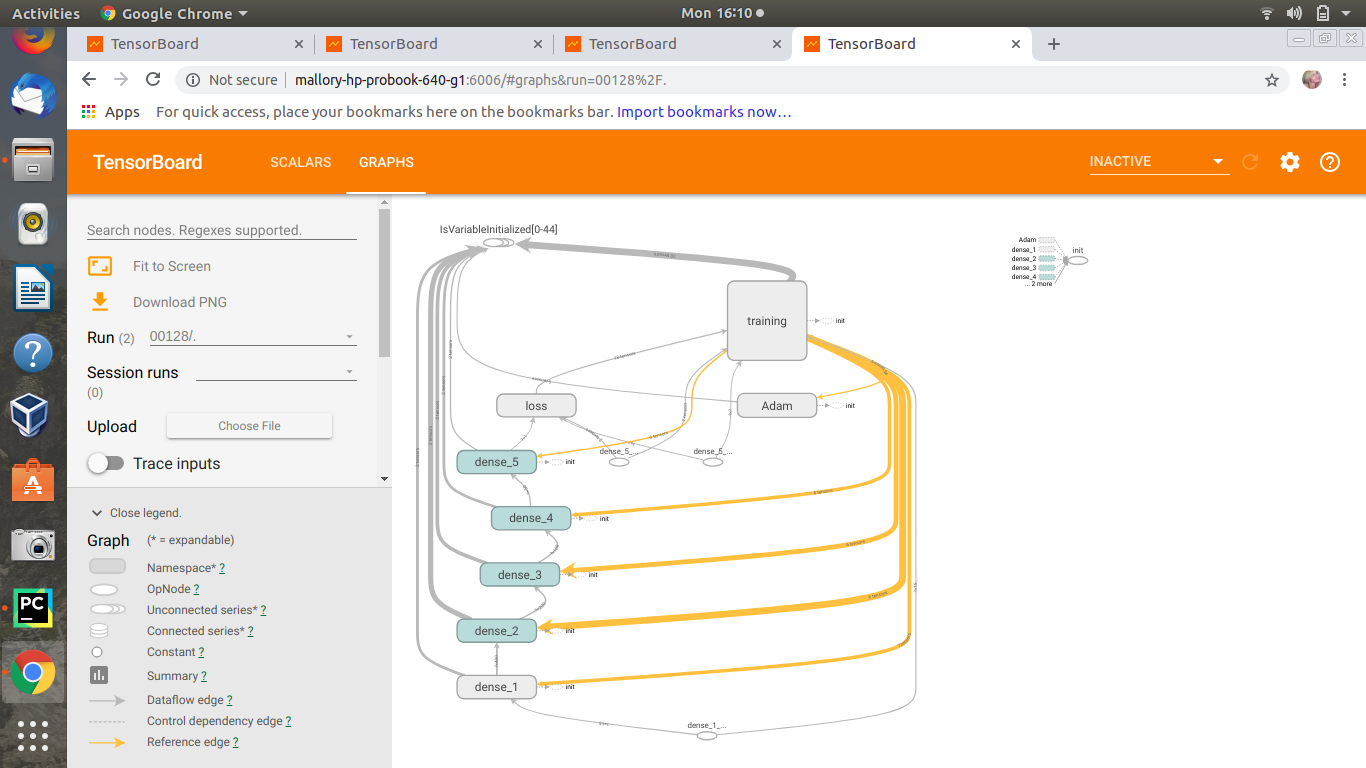 Activities Google Chrome Mon 16:10
TensorBoard TensorBoard TensorBoard TensorBoard
Not secure mallory-hp-probook-640-g1:6006/#graphs&run=00128%2F.
Apps For quick access, place your bookmarks here on the bookmarks bar. Import bookmarks now…
TensorBoard SCALARS GRAPHS INACTIVE
Search nodes. Regexes supported.
Fit to Screen
Download PNG
Run (2) 00128/.
Session runs
(0)
Upload Choose File
Trace inputs
Close legend.
Graph (* = expandable)
Namespace* ?
OpNode ?
Unconnected series* ?
Connected series* ?
Constant ?
Summary ?
Dataflow edge ?
Control dependency edge ?
Reference edge ?
IsVariableInitialized[0-44]
training init
loss
Adam init
dense_5_...
dense_5_...
dense_5 init
dense_4 init
dense_3 init
dense_2 init
dense_1 init
dense_1_...
Adam
dense_1
dense_2
dense_3
dense_4
... 2 more
init
PC